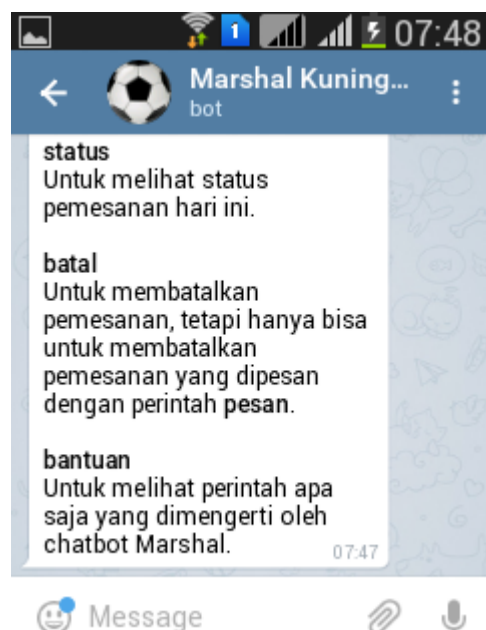 1
07:48
Marshal Kuning...
bot
status
Untuk melihat status
pemesanan hari ini.
batal
Untuk membatalkan
pemesanan, tetapi hanya bisa
untuk membatalkan
pemesanan yang dipesan
dengan perintah pesan.
bantuan
Untuk melihat perintah apa
saja yang dimengerti oleh
chatbot Marshal.
07:47
Message